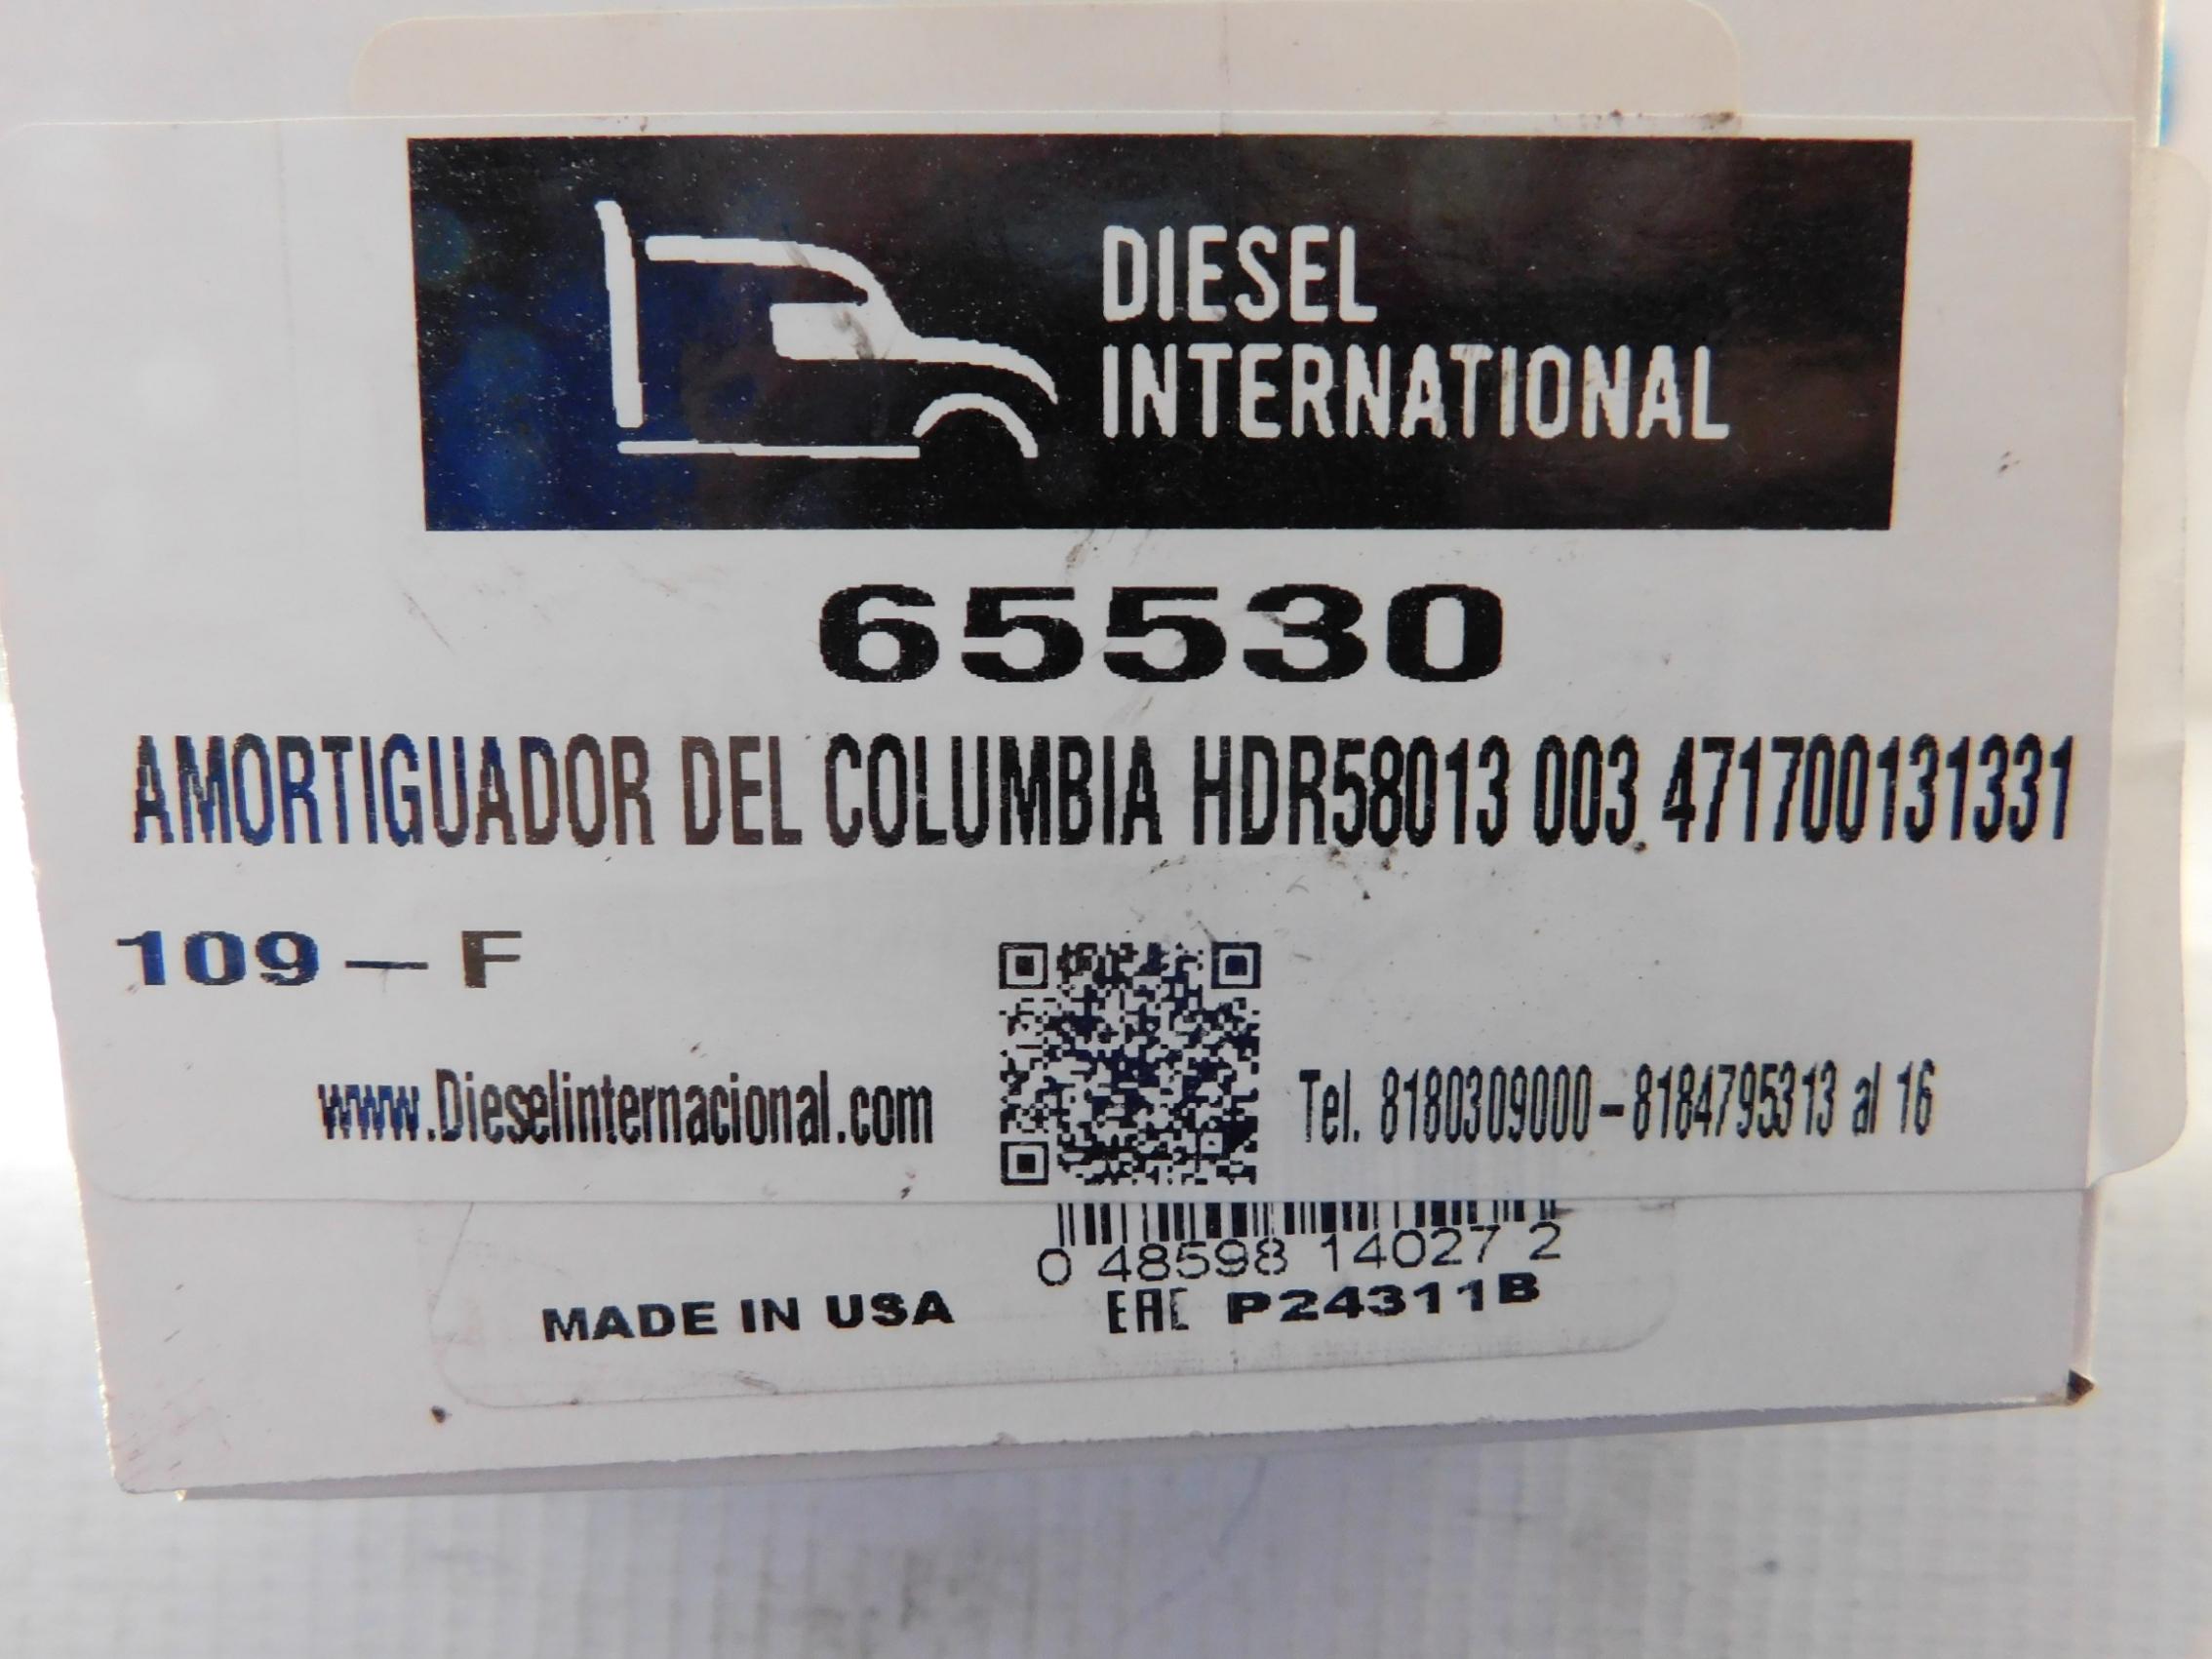 DIESEL
INTERNATIONAL
65530
AMORTIGUADOR DEL COLUMBIA HDR58013 003 471700131331
109 - F
www.Dieselinternacional.com
Tel. 8180309000-8184795313 al 16
0 48598 14027 2
MADE IN USA
EAC P24311B